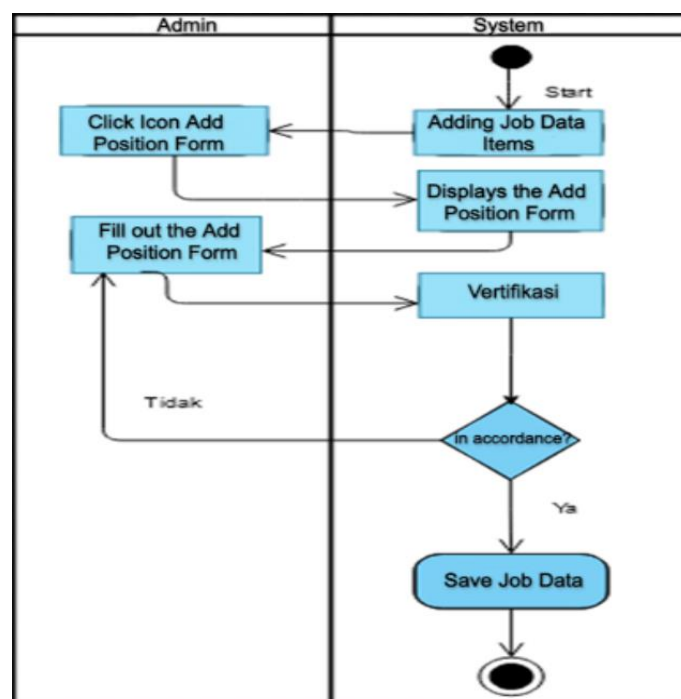 Admin
System
Start
Click Icon Add
Position Form
Adding Job Data
Items
Displays the Add
Position Form
Fill out the Add
Position Form
Vertifikasi
Tidak
in accordance?
Ya
Save Job Data